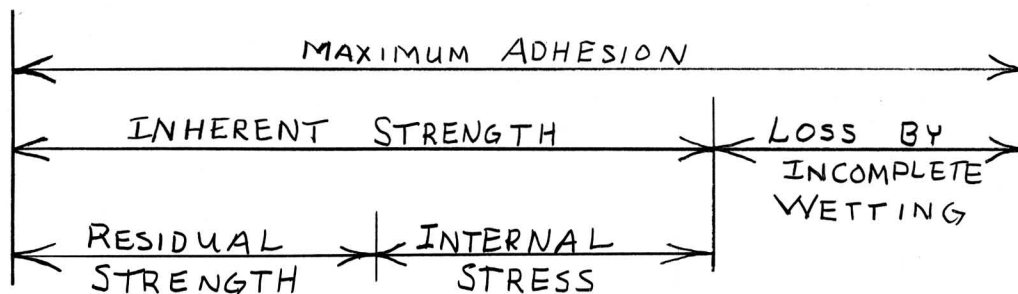 MAXIMUM ADHESION
INHERENT STRENGTH
LOSS BY
INCOMPLETE
WETTING
RESIDUAL
STRENGTH
INTERNAL
STRESS